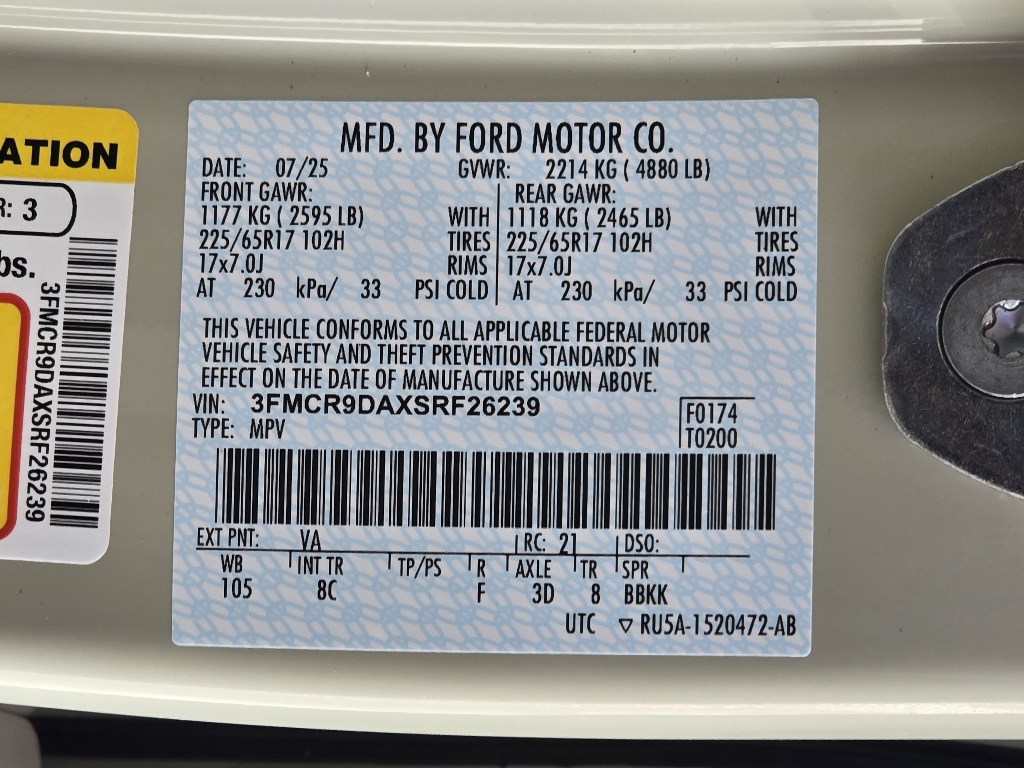 ATION
R: 3
bs.
3FMCR9DAXSRF26239
MFD. BY FORD MOTOR CO.
DATE: 07/25 GVWR: 2214 KG ( 4880 LB)
FRONT GAWR: REAR GAWR:
1177 KG ( 2595 LB) WITH 1118 KG ( 2465 LB) WITH
225/65R17 102H TIRES 225/65R17 102H TIRES
17x7.0J RIMS 17x7.0J RIMS
AT 230 kPa/ 33 PSI COLD AT 230 kPa/ 33 PSI COLD
THIS VEHICLE CONFORMS TO ALL APPLICABLE FEDERAL MOTOR
VEHICLE SAFETY AND THEFT PREVENTION STANDARDS IN
EFFECT ON THE DATE OF MANUFACTURE SHOWN ABOVE.
VIN: 3FMCR9DAXSRF26239 F0174
TYPE: MPV T0200
EXT PNT: VA RC: 21 DSO:
WB INT TR TP/PS R AXLE TR SPR
105 8C F 3D 8 BBKK
UTC ▽ RU5A-1520472-AB